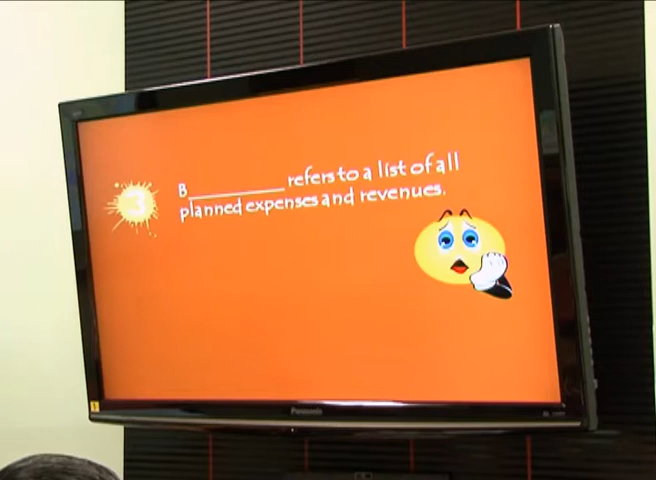 3
B__________ refers to a list of all
planned expenses and revenues.
Panasonic